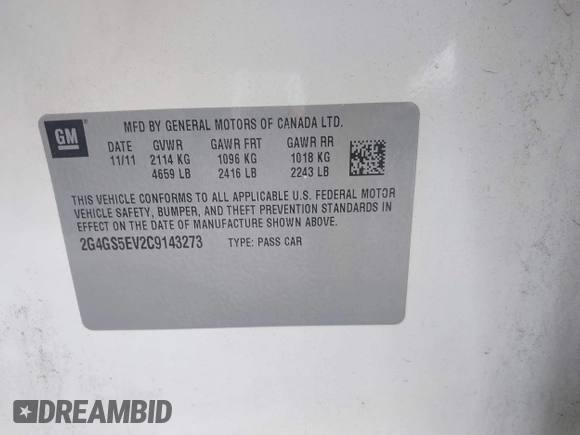 GM
MFD BY GENERAL MOTORS OF CANADA LTD.
DATE GVWR GAWR FRT GAWR RR
11/11 2114 KG 1096 KG 1018 KG
4659 LB 2416 LB 2243 LB
THIS VEHICLE CONFORMS TO ALL APPLICABLE U.S. FEDERAL MOTOR
VEHICLE SAFETY, BUMPER, AND THEFT PREVENTION STANDARDS IN
EFFECT ON THE DATE OF MANUFACTURE SHOWN ABOVE.
2G4GS5EV2C9143273 TYPE: PASS CAR
DREAMBID